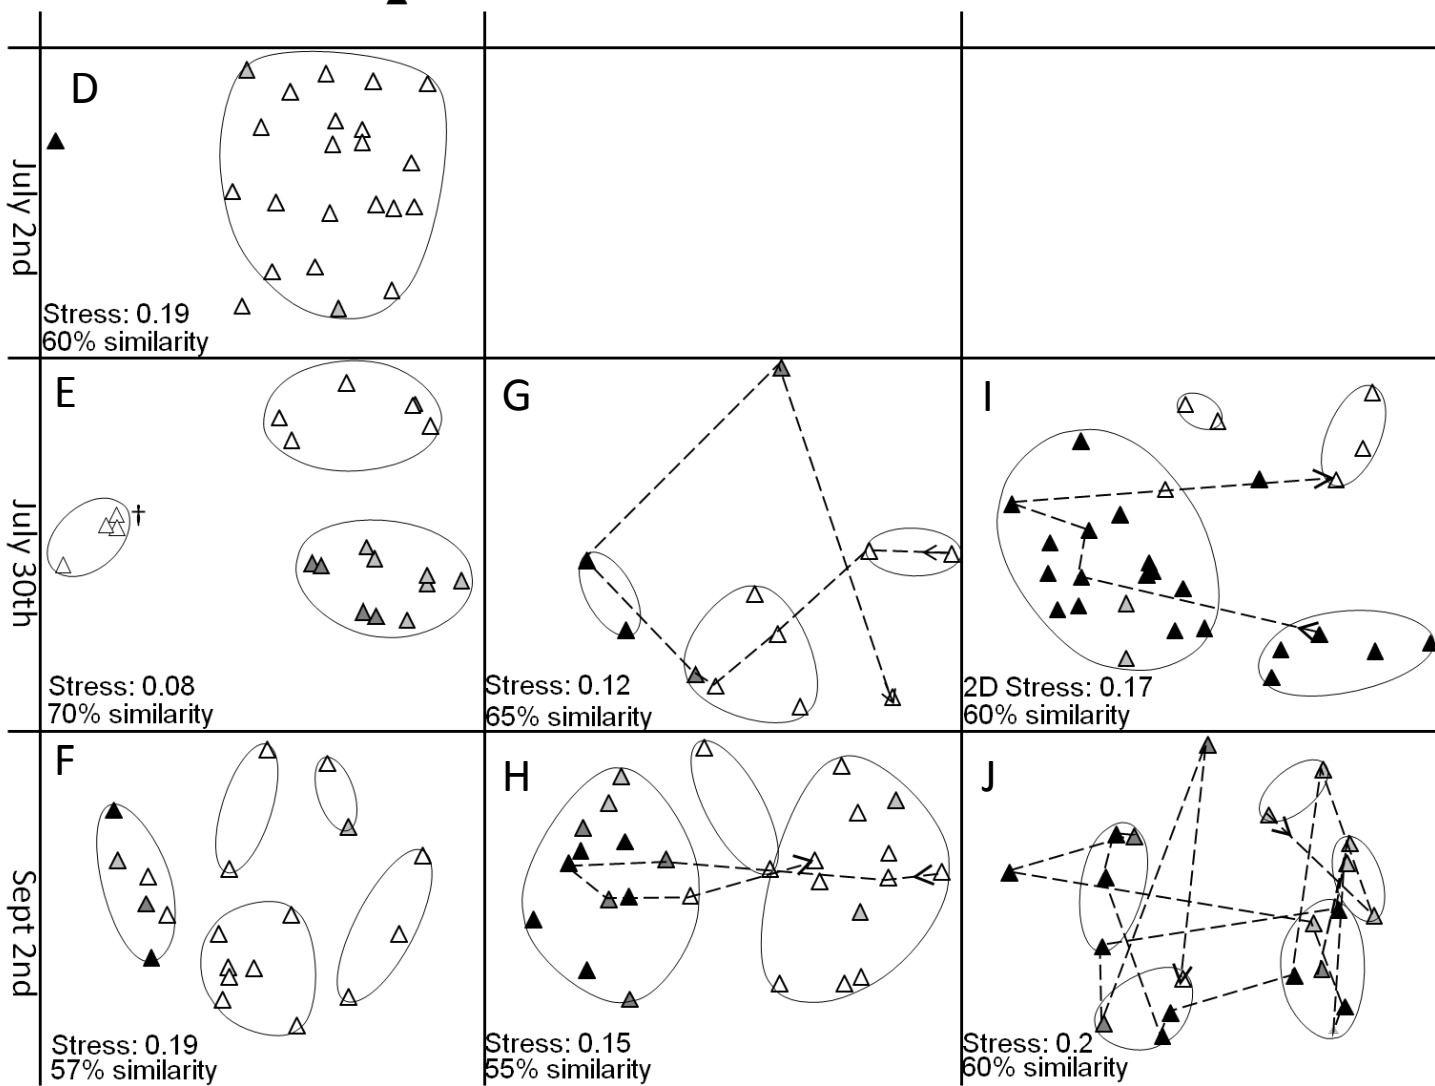 July 2nd
D
Stress: 0.19
60% similarity
July 30th
E
†
Stress: 0.08
70% similarity
G
Stress: 0.12
65% similarity
I
2D Stress: 0.17
60% similarity
Sept 2nd
F
Stress: 0.19
57% similarity
H
Stress: 0.15
55% similarity
J
Stress: 0.2
60% similarity